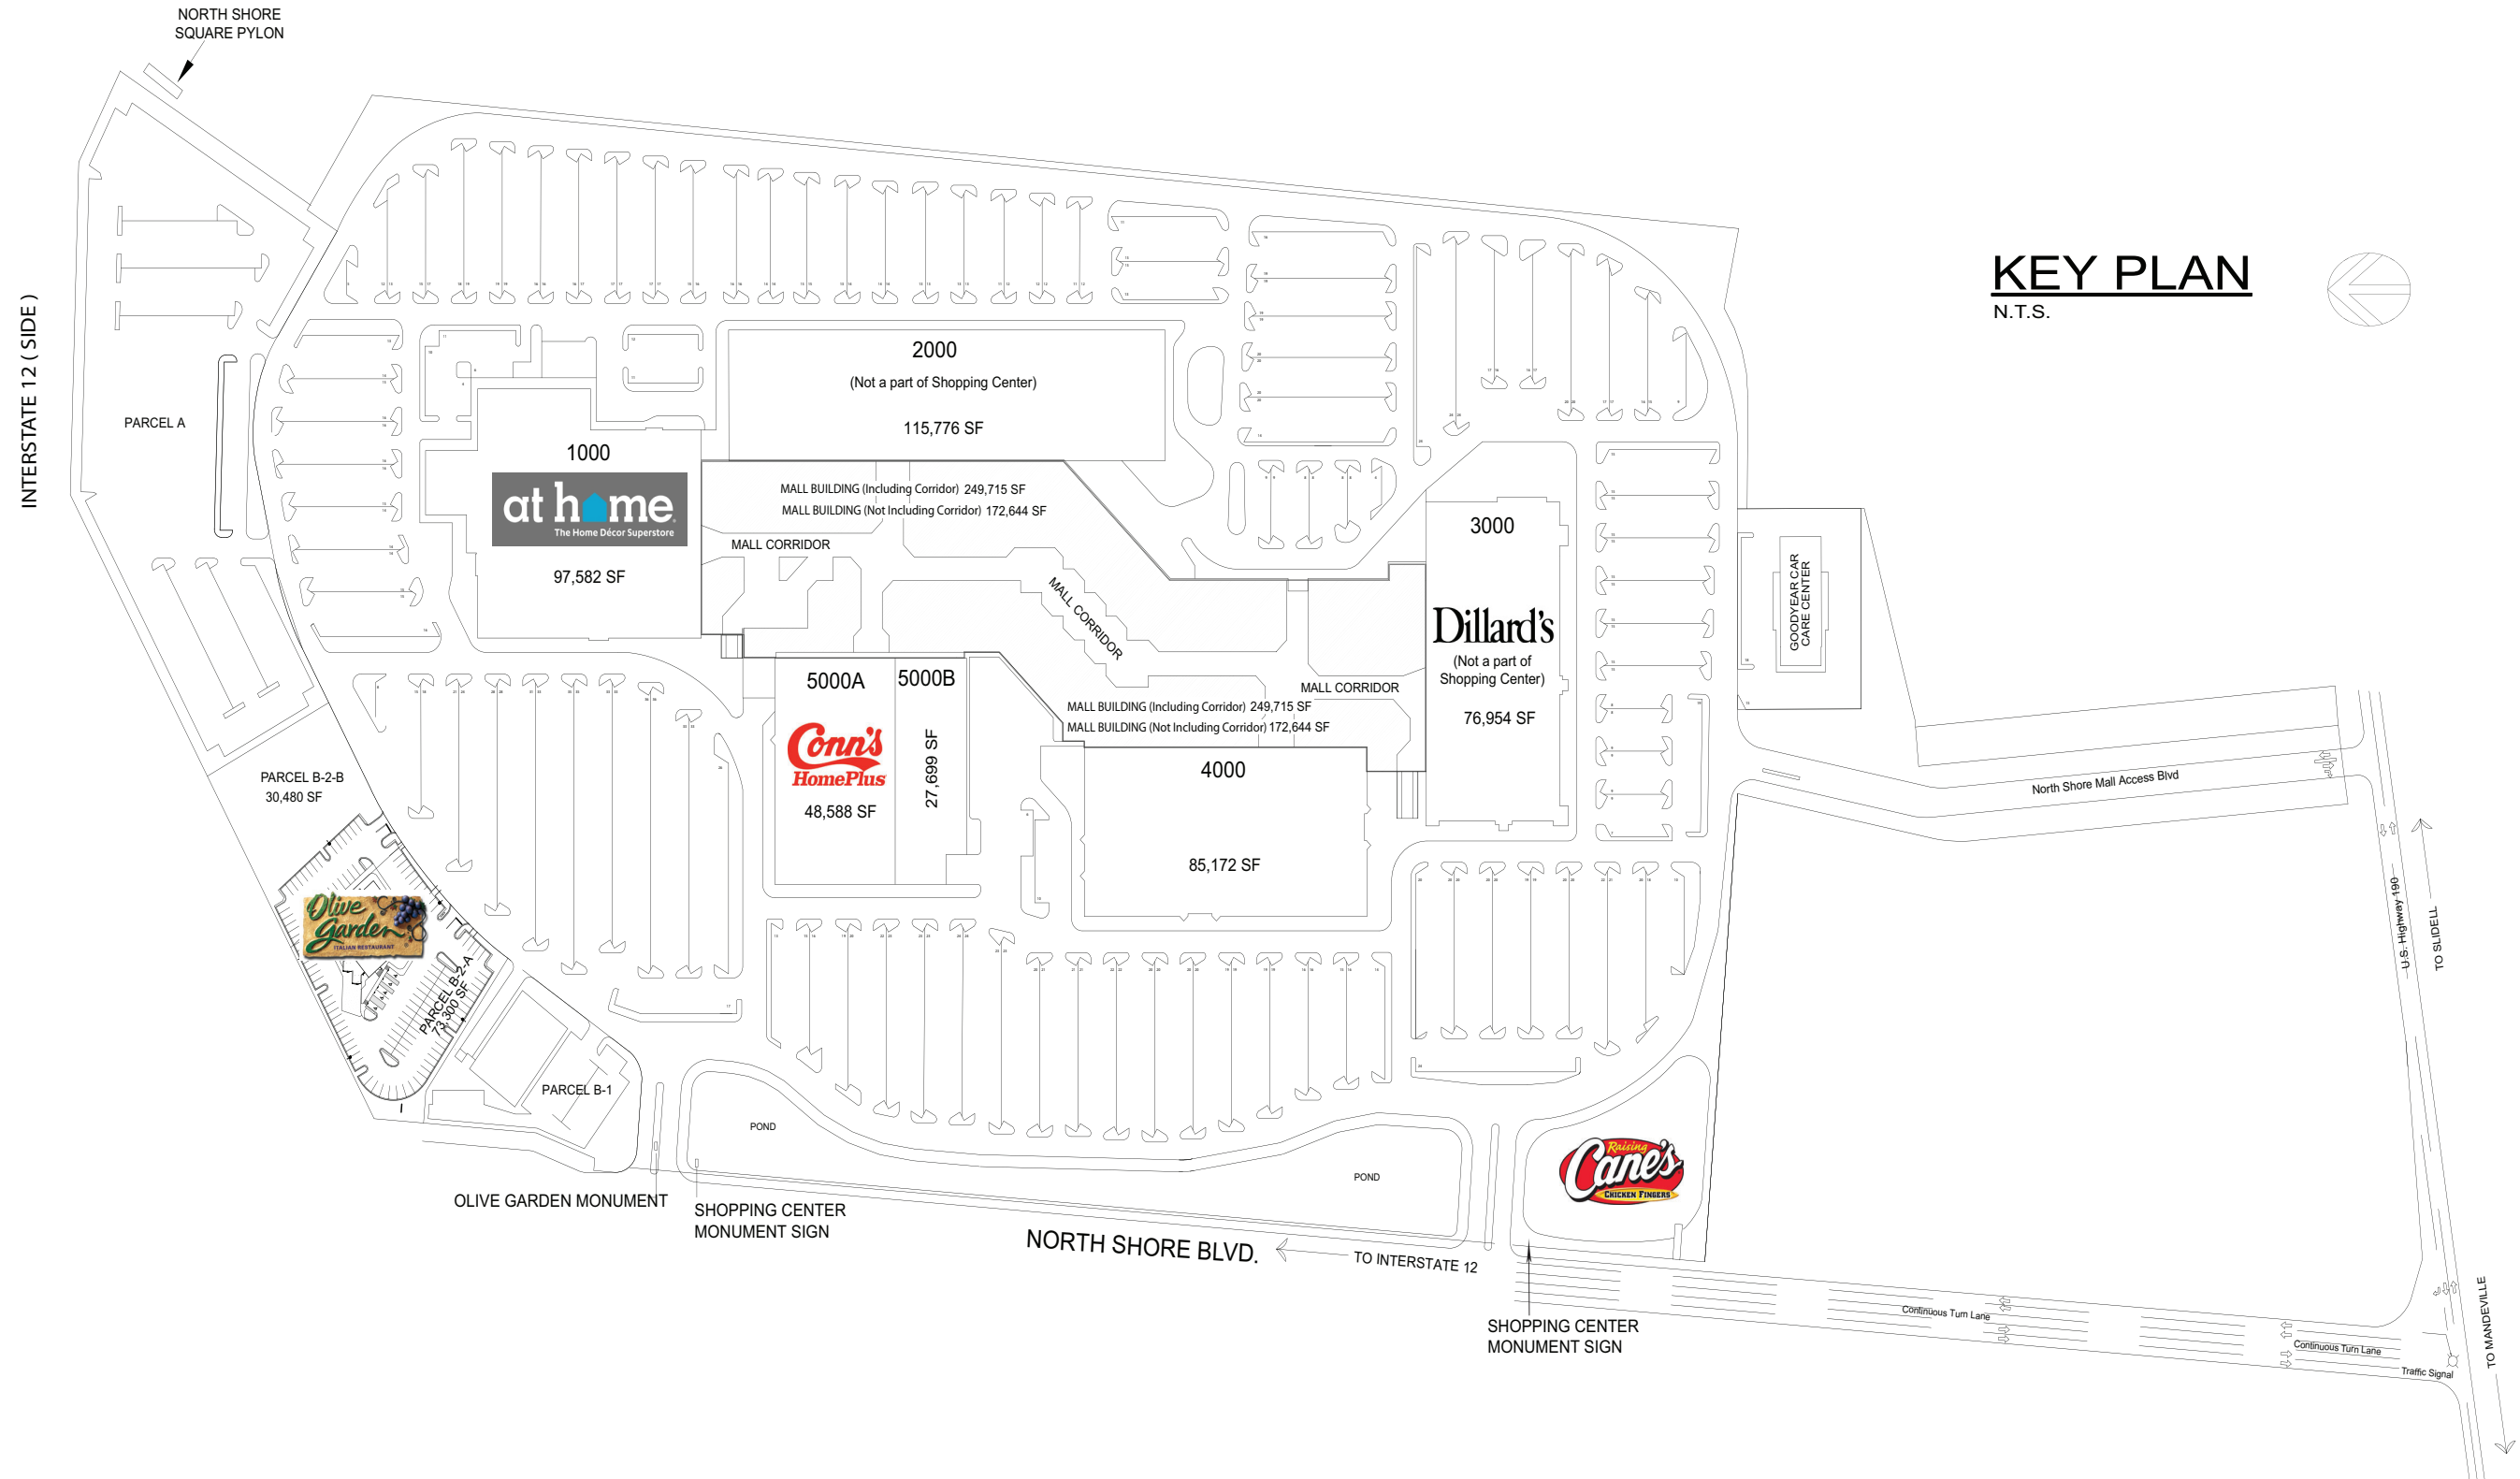 NORTH SHORE
SQUARE PYLON
INTERSTATE 12 ( SIDE )
KEY PLAN
N.T.S.
PARCEL A
2000
(Not a part of Shopping Center)
115,776 SF
1000
at home
The Home Décor Superstore
97,582 SF
MALL BUILDING (Including Corridor) 249,715 SF
MALL BUILDING (Not Including Corridor) 172,644 SF
MALL CORRIDOR
MALL CORRIDOR
3000
Dillard's
(Not a part of
Shopping Center)
76,954 SF
GOODYEAR CAR
CARE CENTER
5000A
Conn's
HomePlus
48,588 SF
5000B
27,699 SF
MALL CORRIDOR
MALL BUILDING (Including Corridor) 249,715 SF
MALL BUILDING (Not Including Corridor) 172,644 SF
4000
85,172 SF
PARCEL B-2-B
30,480 SF
Olive
Garden
ITALIAN RESTAURANT
PARCEL B-2-A
73,300 SF
PARCEL B-1
North Shore Mall Access Blvd
U.S. Highway 190
TO SLIDELL
POND
POND
Raising
Cane's
CHICKEN FINGERS
OLIVE GARDEN MONUMENT
SHOPPING CENTER
MONUMENT SIGN
NORTH SHORE BLVD.
TO INTERSTATE 12
SHOPPING CENTER
MONUMENT SIGN
Continuous Turn Lane
Continuous Turn Lane
Traffic Signal
TO MANDEVILLE